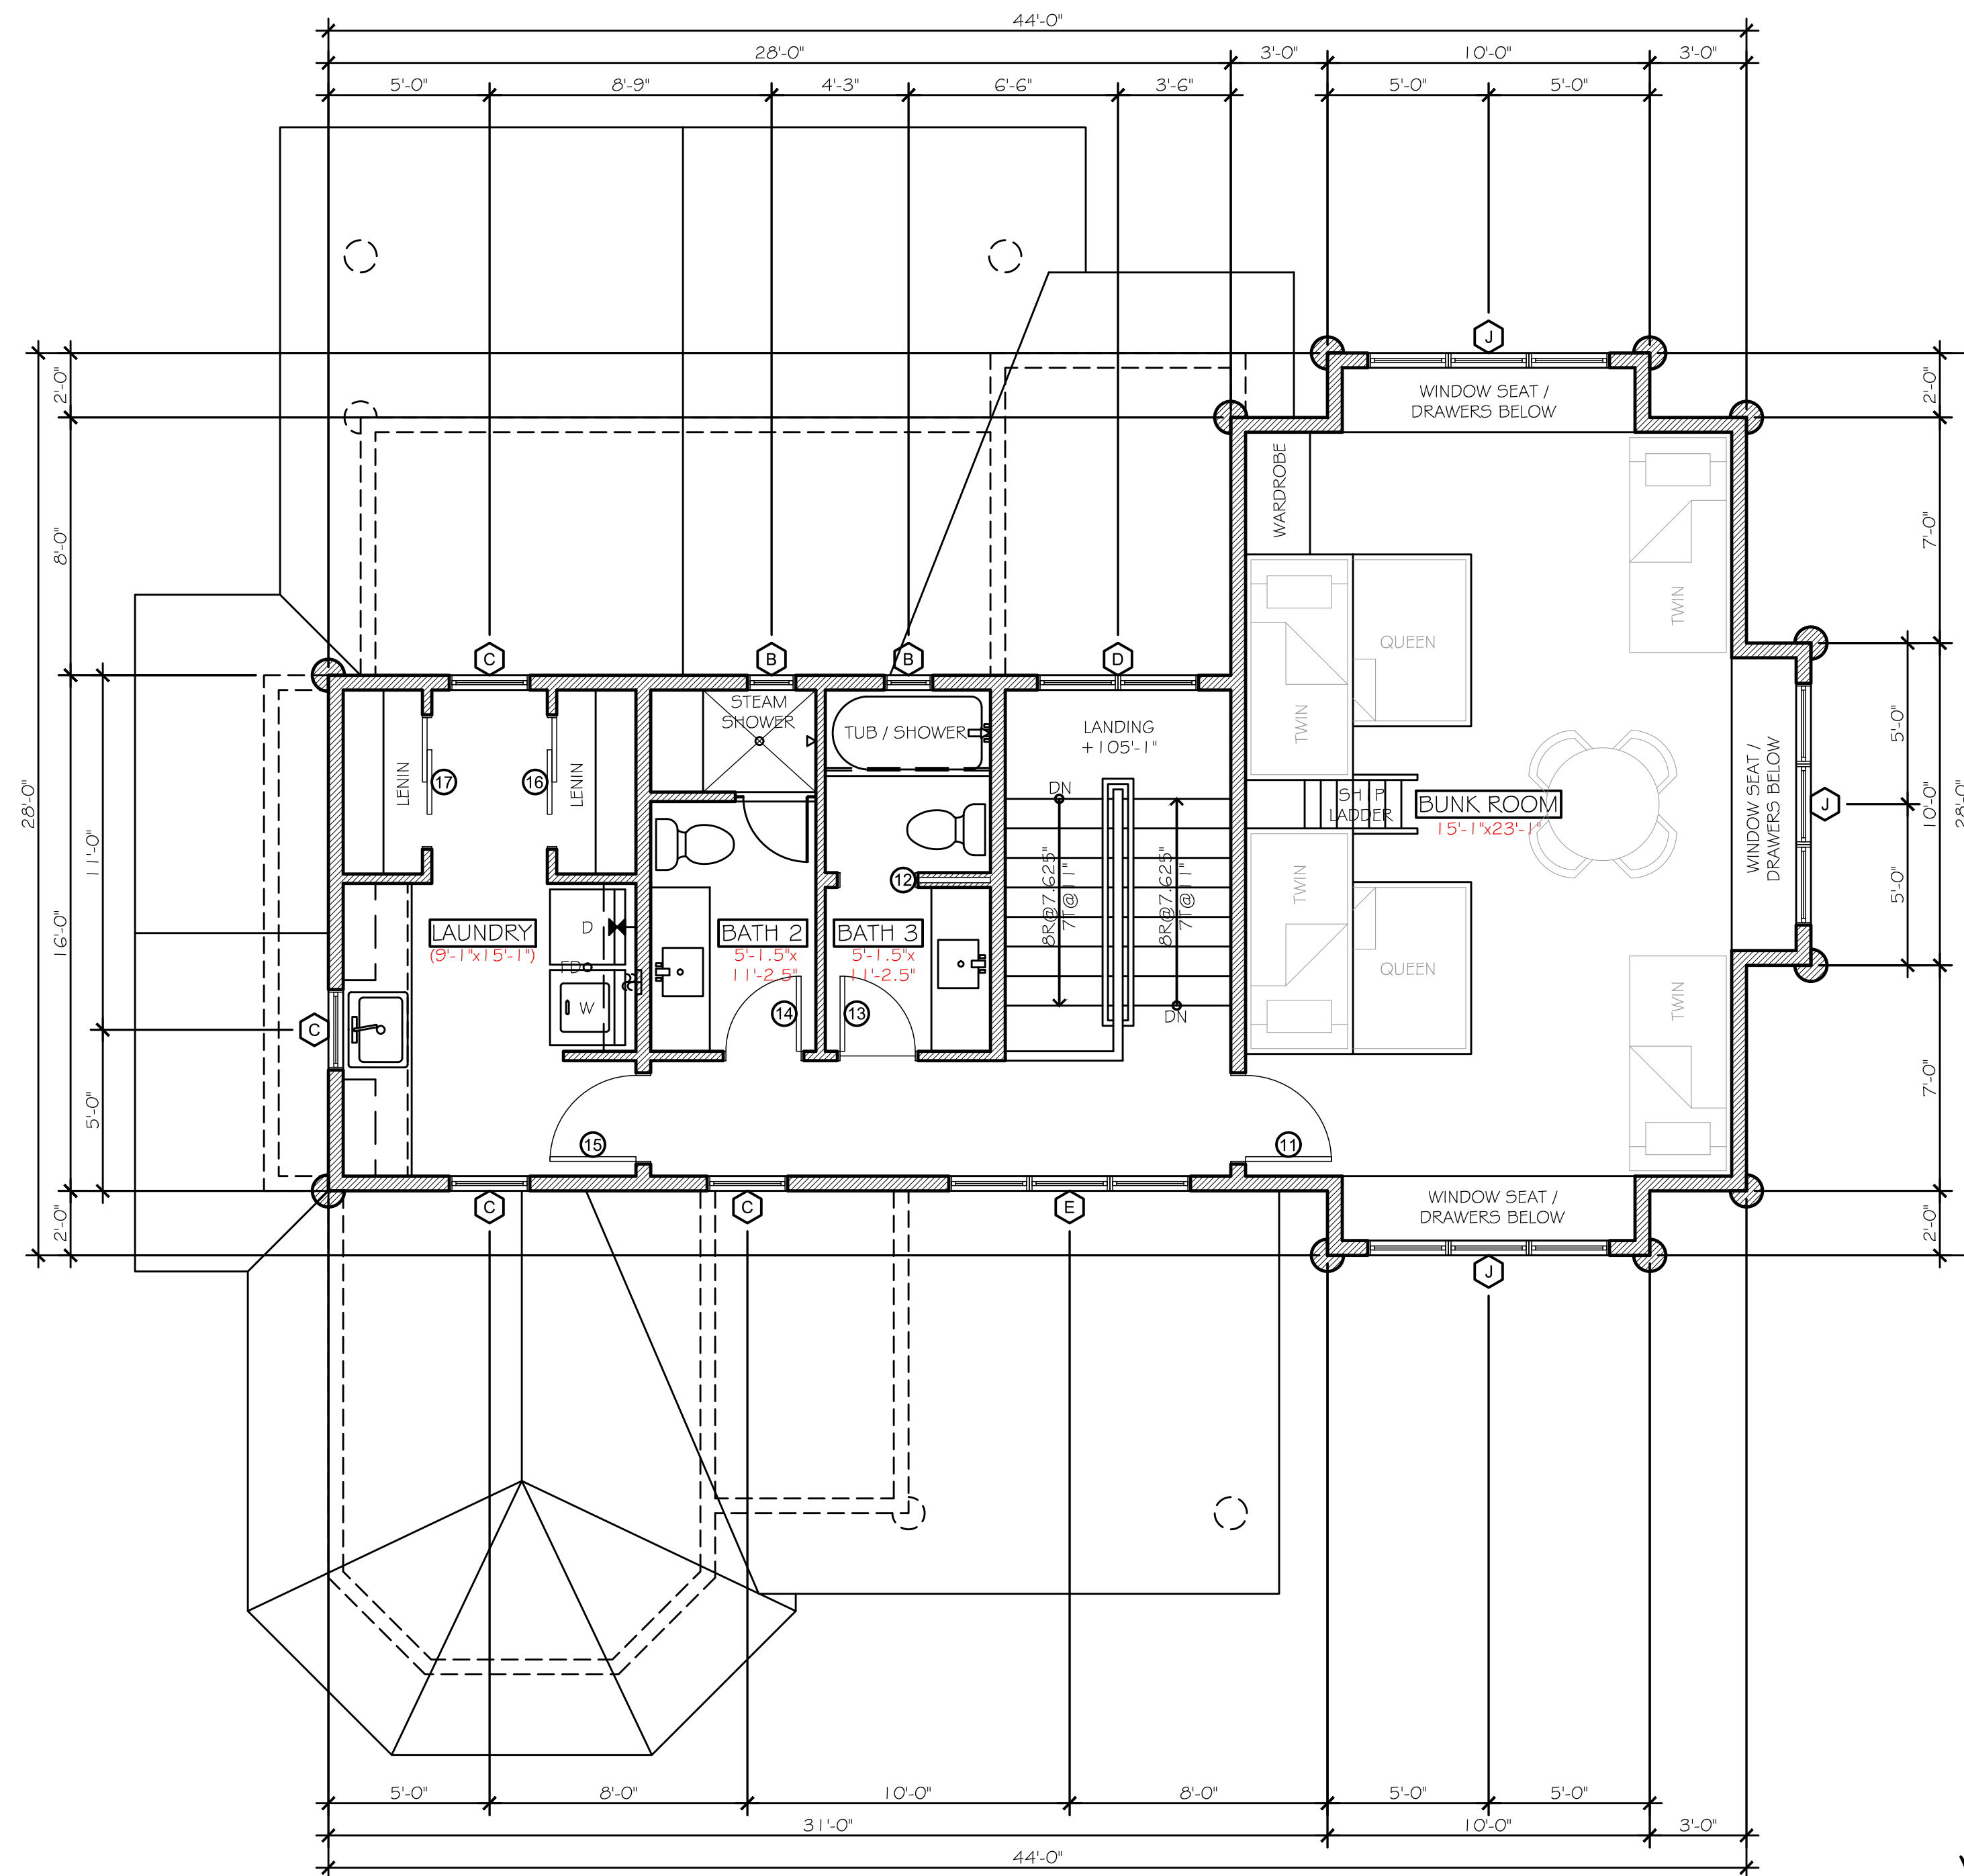 44'-0"
28'-0" 3'-0" 10'-0" 3'-0"
5'-0" 8'-9" 4'-3" 6'-6" 3'-6" 5'-0" 5'-0"
J
2'-0"
WINDOW SEAT /
DRAWERS BELOW
2'-0"
WARDROBE
8'-0"
7'-0"
TWIN
QUEEN
C B B D
STEAM
SHOWER
TUB / SHOWER
LANDING
+105'-1"
TWIN
5'-0"
LENIN 17 16 LENIN
DN
SHIP
LADDER
BUNK ROOM
15'-1"x23'-1"
WINDOW SEAT /
DRAWERS BELOW
J
10'-0"
28'-0"
28'-0"
11'-0"
16'-0"
12
8R@7.625"
7T@11"
8R@7.625"
7T@11"
TWIN
5'-0"
LAUNDRY
(9'-1"x15'-1")
D
BATH 2
5'-1.5"x
11'-2.5"
BATH 3
5'-1.5"x
11'-2.5"
QUEEN
FD
W
C
14 13
DN
TWIN
5'-0"
7'-0"
15 11
C C E
WINDOW SEAT /
DRAWERS BELOW
2'-0"
2'-0"
J
5'-0" 8'-0" 10'-0" 8'-0" 5'-0" 5'-0"
31'-0" 10'-0" 3'-0"
44'-0"